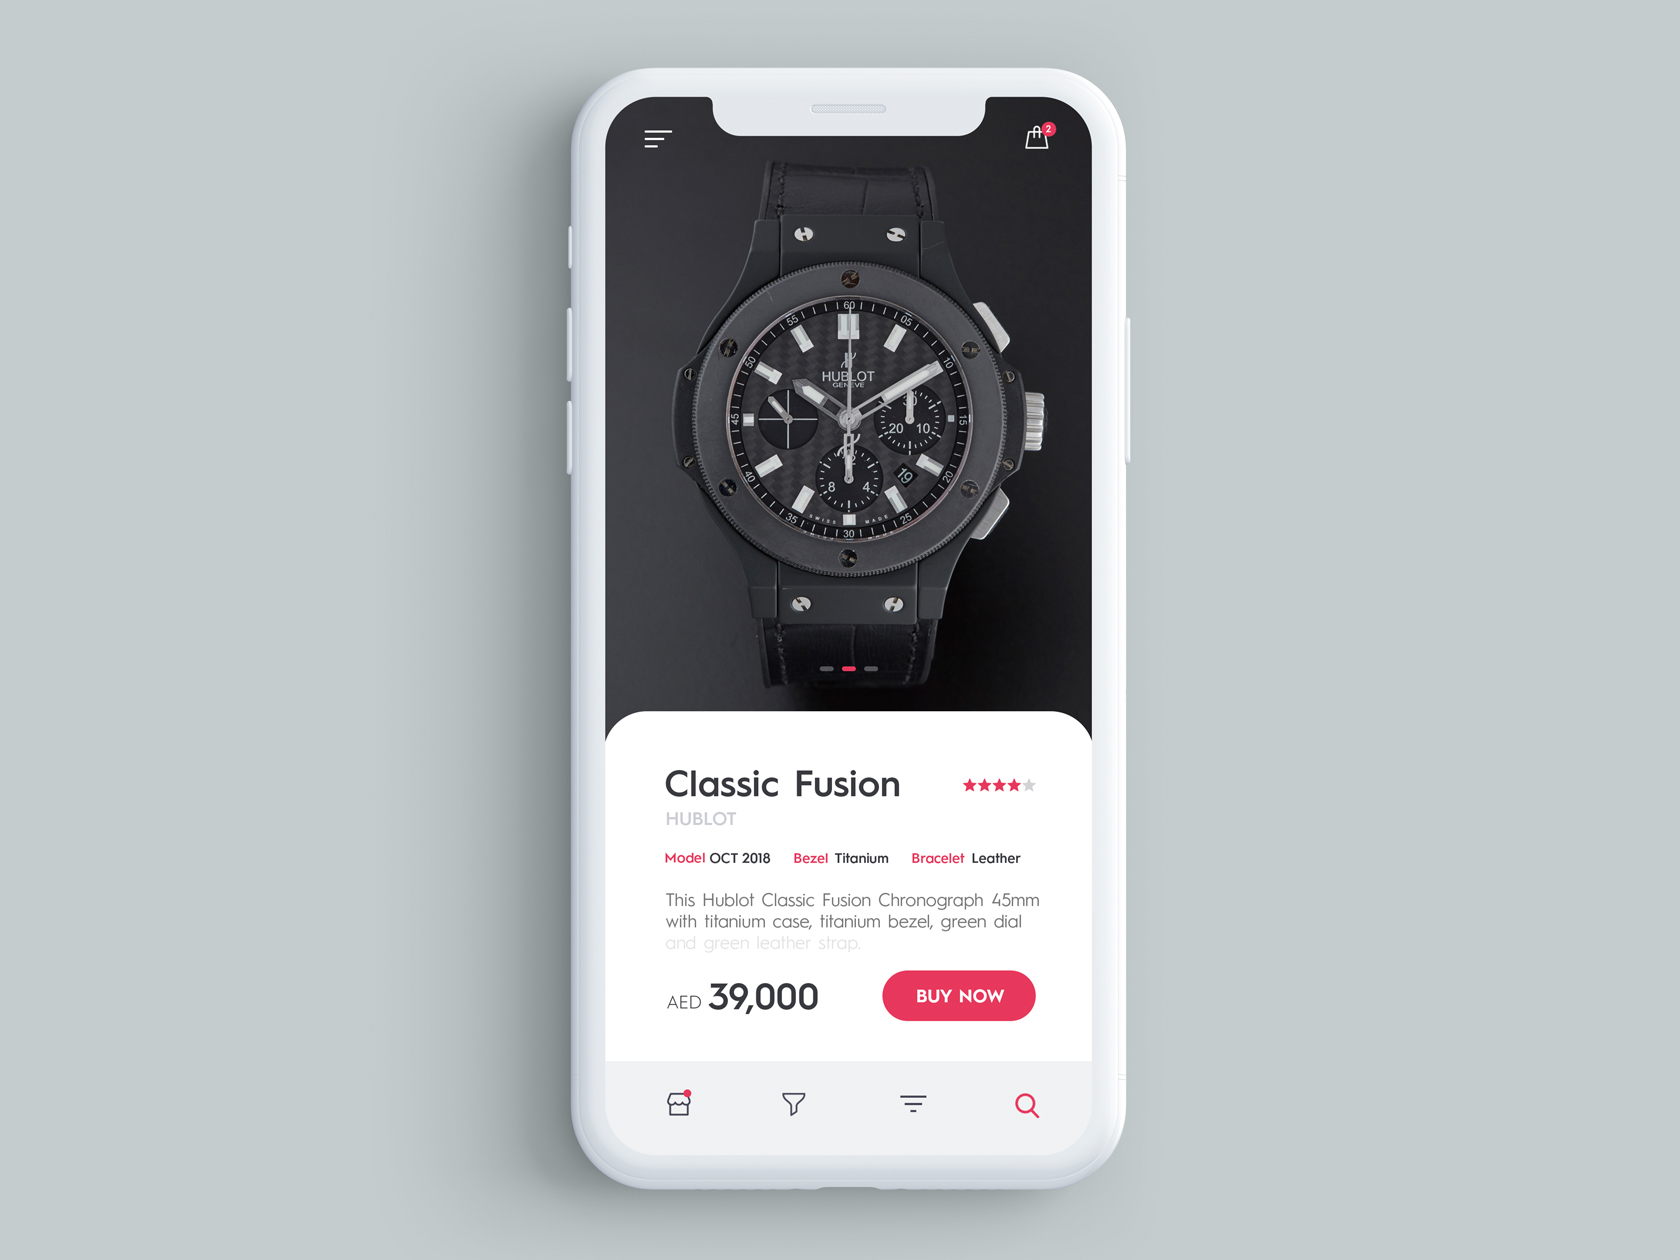 2
60
55
05
50
10
HUBLOT
GENEVE
45
15
20 10
8 4
19
40
20
35
25
SWISS MADE
30
Classic Fusion
HUBLOT
Model OCT 2018 Bezel Titanium Bracelet Leather
This Hublot Classic Fusion Chronograph 45mm
with titanium case, titanium bezel, green dial
and green leather strap.
AED 39,000
BUY NOW